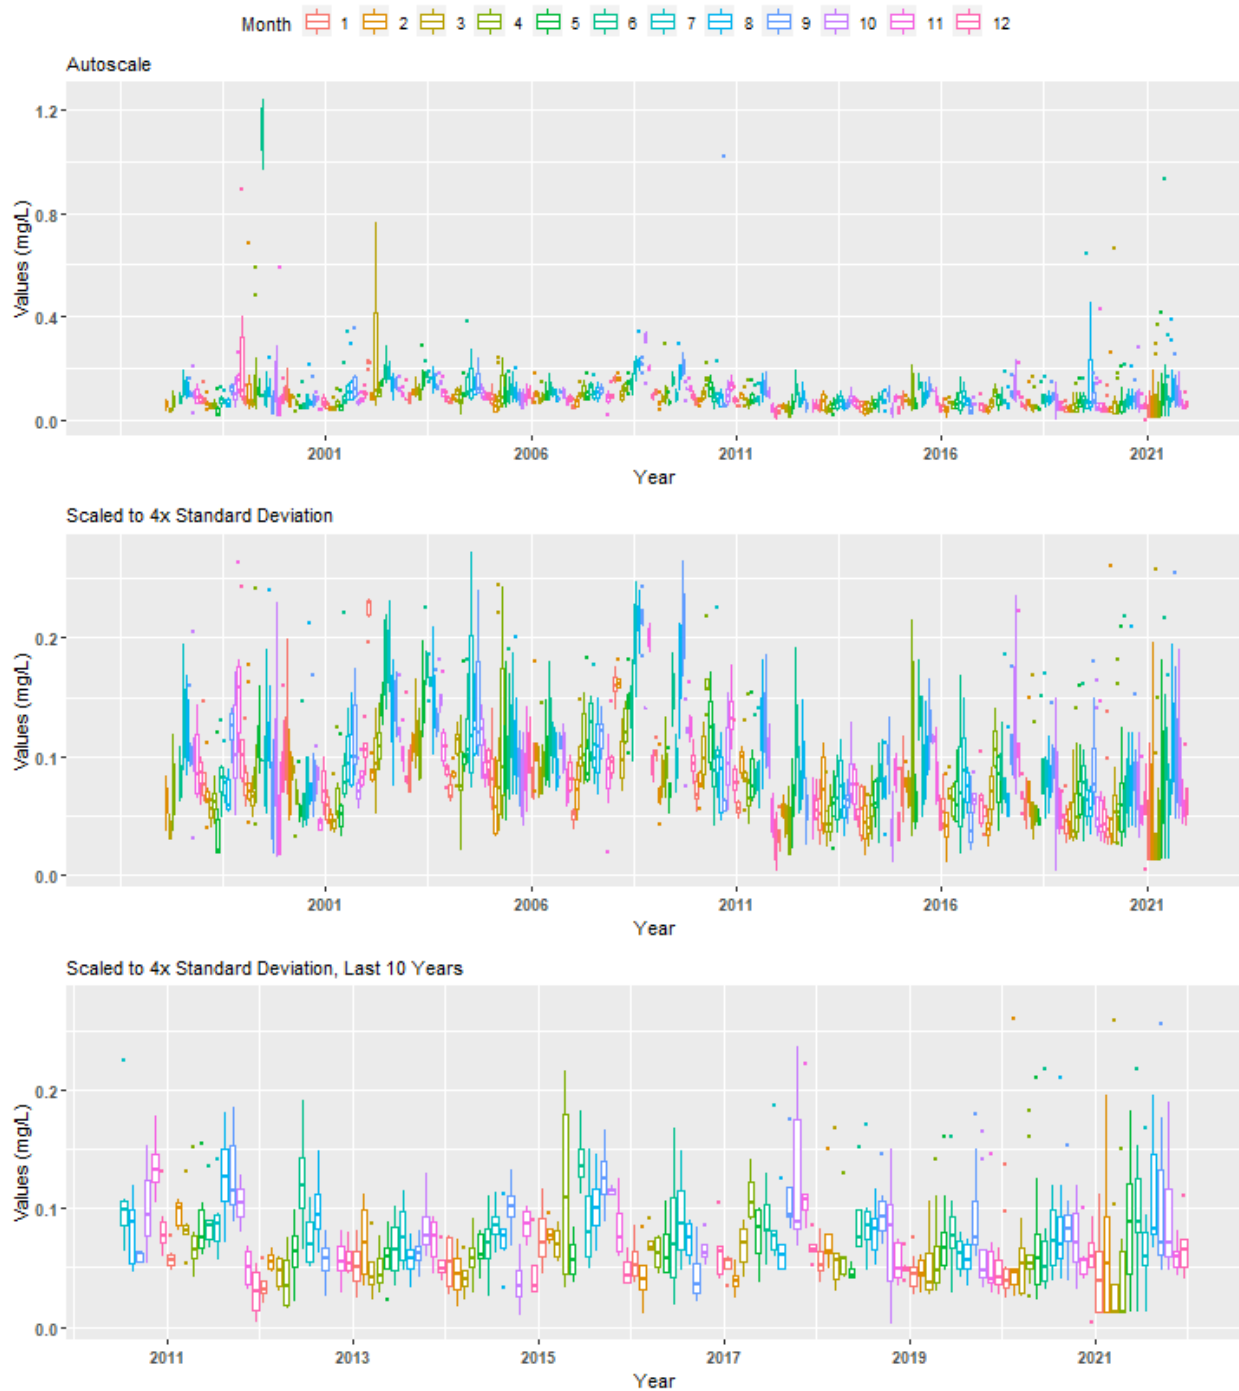 Month 1 2 3 4 5 6 7 8 9 10 11 12
Autoscale
Values (mg/L)
1.2
0.8
0.4
0.0
2001 2006 2011 2016 2021
Year
Scaled to 4x Standard Deviation
Values (mg/L)
0.2
0.1
0.0
2001 2006 2011 2016 2021
Year
Scaled to 4x Standard Deviation, Last 10 Years
Values (mg/L)
0.2
0.1
0.0
2011 2013 2015 2017 2019 2021
Year